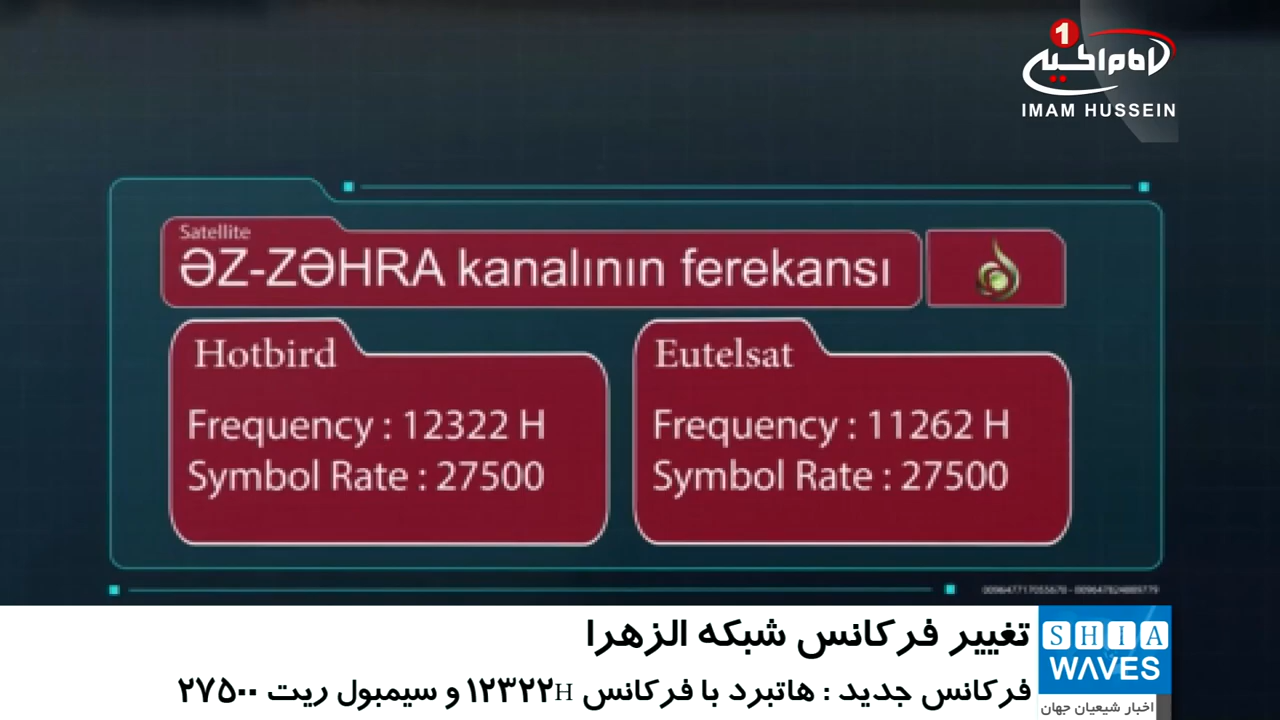 1
امام حسین
IMAM HUSSEIN
Satellite
ƏZ-ZƏHRA kanalının ferekansı
Hotbird
Frequency : 12322 H
Symbol Rate : 27500
Eutelsat
Frequency : 11262 H
Symbol Rate : 27500
تغییر فرکانس شبکه الزهرا
فرکانس جدید : هاتبرد با فرکانس ۱۲۳۲۲H و سیمبول ریت ۲۷۵۰۰
SHIA
WAVES
اخبار شیعیان جهان